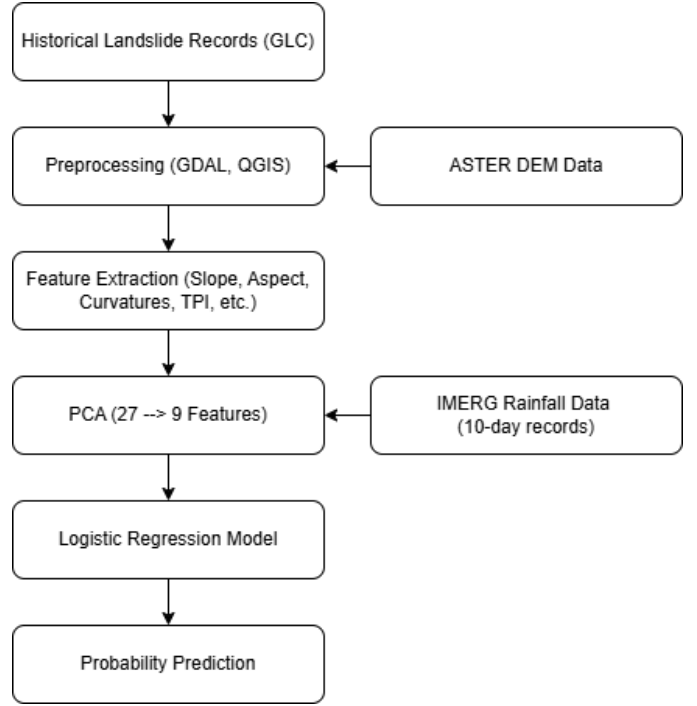 Historical Landslide Records (GLC)
Preprocessing (GDAL, QGIS)
ASTER DEM Data
Feature Extraction (Slope, Aspect,
Curvatures, TPI, etc.)
PCA (27 --> 9 Features)
IMERG Rainfall Data
(10-day records)
Logistic Regression Model
Probability Prediction